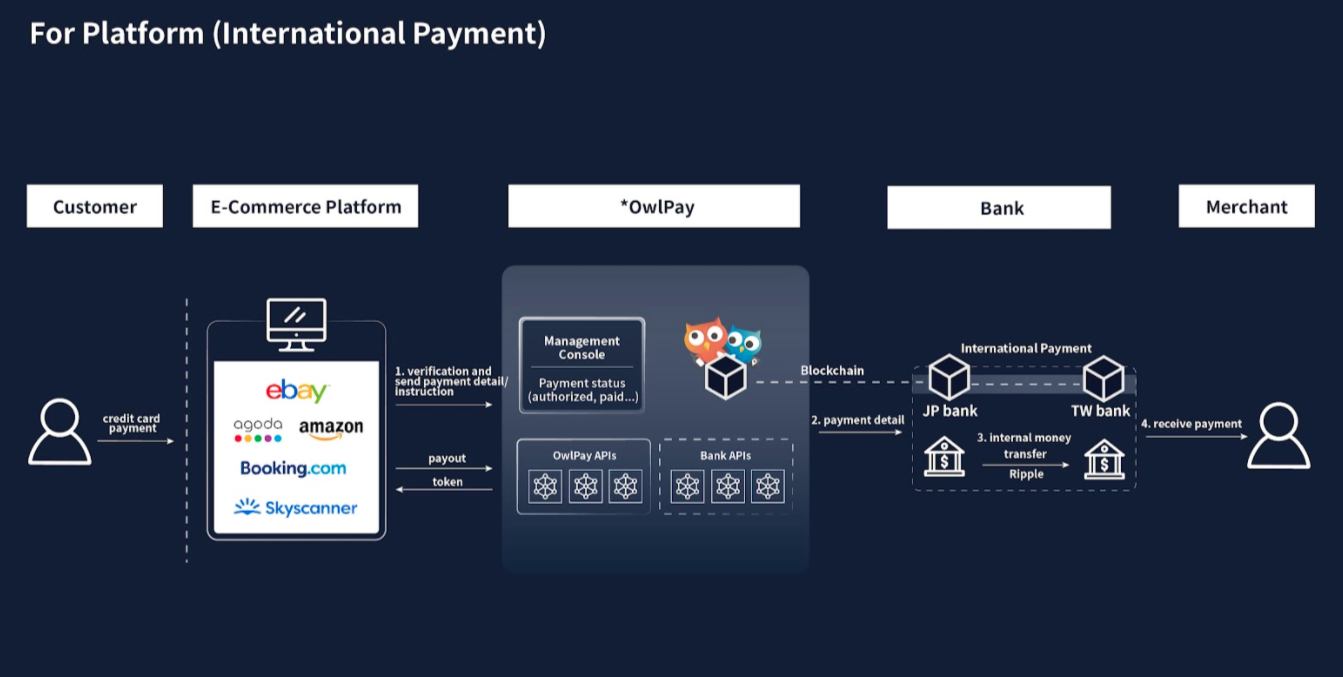 For Platform (International Payment)
Customer
E-Commerce Platform
*OwlPay
Bank
Merchant
credit card
payment
ebay
agoda
amazon
Booking.com
Skyscanner
1. verification and
send payment detail/
instruction
payout
token
Management
Console
Payment status
(authorized, paid...)
OwlPay APIs
Bank APIs
Blockchain
2. payment detail
International Payment
JP bank
TW bank
3. internal money
transfer
Ripple
4. receive payment